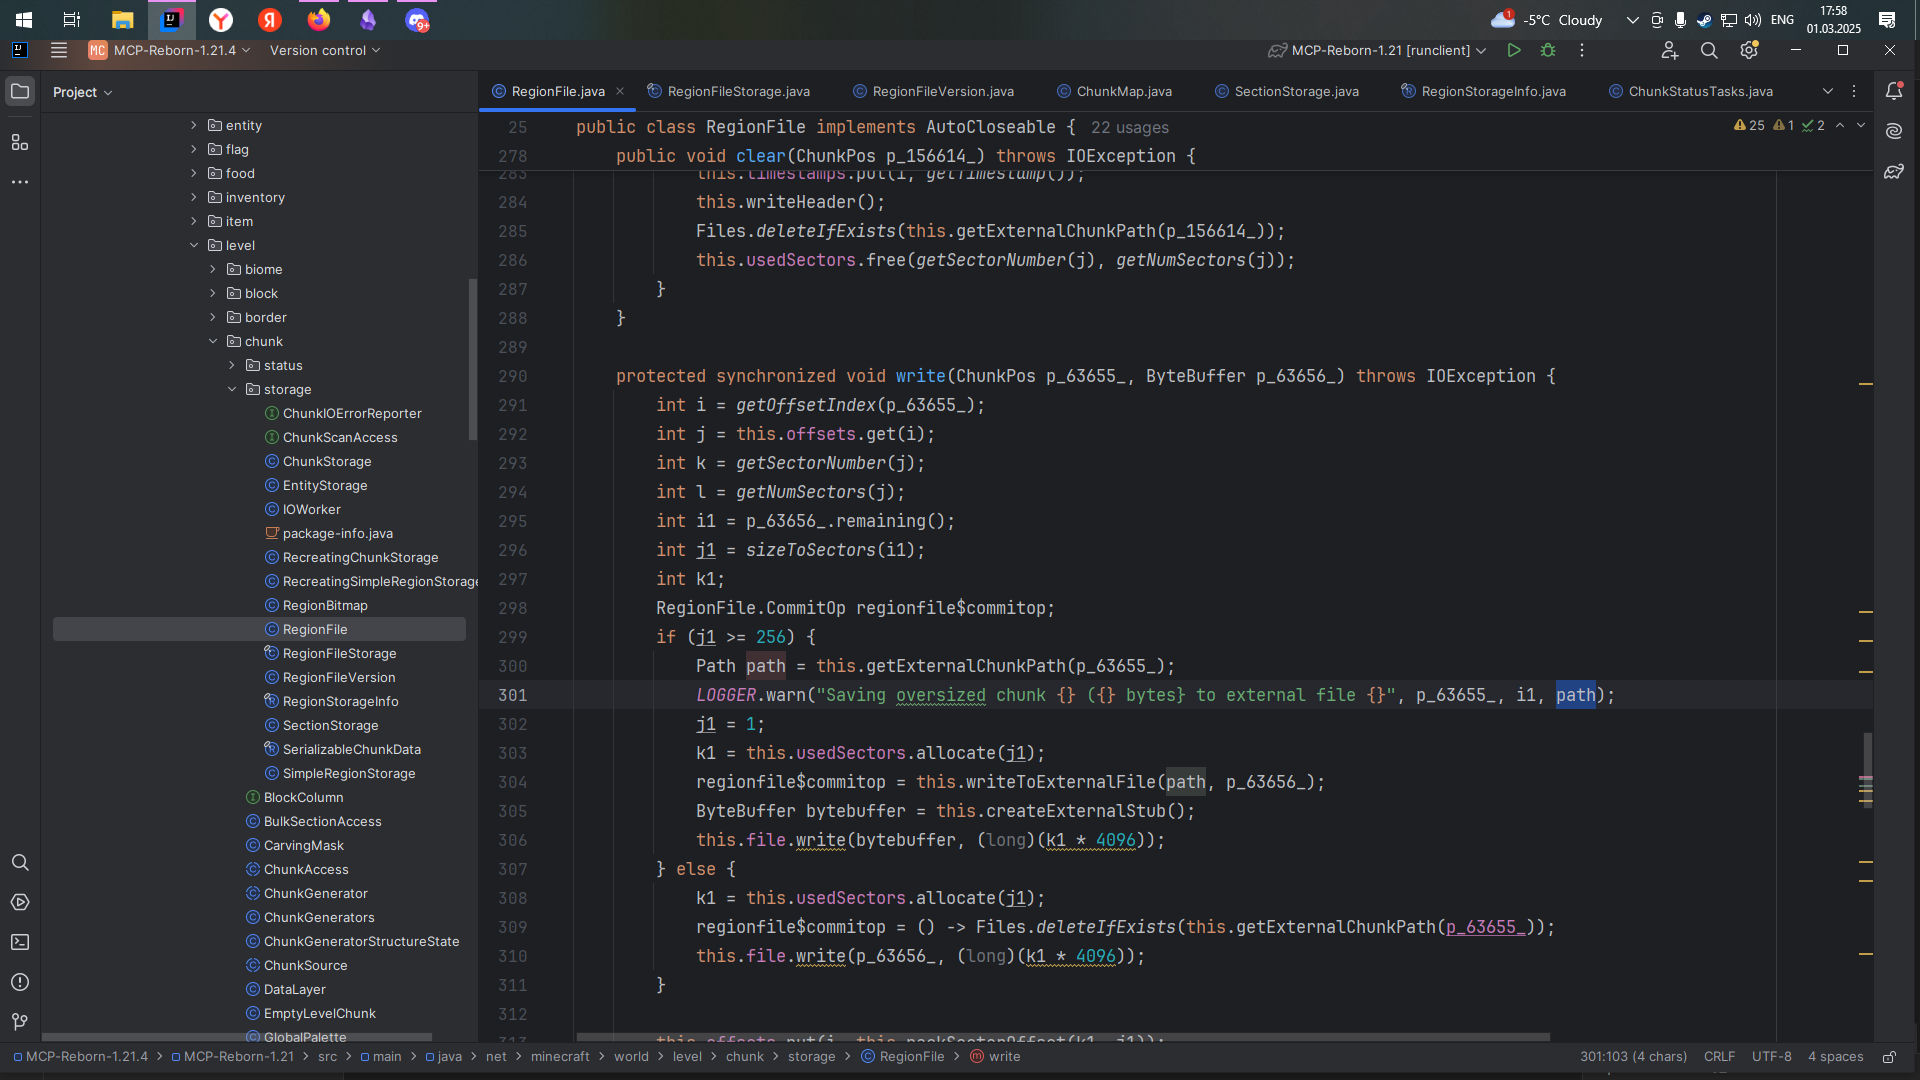 -5°C Cloudy
ENG
17:58
01.03.2025
MC MCP-Reborn-1.21.4
Version control
MCP-Reborn-1.21 [runclient]
Project
entity
flag
food
inventory
item
level
biome
block
border
chunk
status
storage
ChunkIOErrorReporter
ChunkScanAccess
ChunkStorage
EntityStorage
IOWorker
package-info.java
RecreatingChunkStorage
RecreatingSimpleRegionStorage
RegionBitmap
RegionFile
RegionFileStorage
RegionFileVersion
RegionStorageInfo
SectionStorage
SerializableChunkData
SimpleRegionStorage
BlockColumn
BulkSectionAccess
CarvingMask
ChunkAccess
ChunkGenerator
ChunkGenerators
ChunkGeneratorStructureState
ChunkSource
DataLayer
EmptyLevelChunk
GlobalPalette
RegionFile.java
RegionFileStorage.java
RegionFileVersion.java
ChunkMap.java
SectionStorage.java
RegionStorageInfo.java
ChunkStatusTasks.java
25 1 2
25 public class RegionFile implements AutoCloseable { 22 usages
278 public void clear(ChunkPos p_156614_) throws IOException {
283 this.timestamps.put(i, getTimestamp());
284 this.writeHeader();
285 Files.deleteIfExists(this.getExternalChunkPath(p_156614_));
286 this.usedSectors.free(getSectorNumber(j), getNumSectors(j));
287 }
288 }
289
290 protected synchronized void write(ChunkPos p_63655_, ByteBuffer p_63656_) throws IOException {
291 int i = getOffsetIndex(p_63655_);
292 int j = this.offsets.get(i);
293 int k = getSectorNumber(j);
294 int l = getNumSectors(j);
295 int i1 = p_63656_.remaining();
296 int j1 = sizeToSectors(i1);
297 int k1;
298 RegionFile.CommitOp regionfile$commitop;
299 if (j1 >= 256) {
300 Path path = this.getExternalChunkPath(p_63655_);
301 LOGGER.warn("Saving oversized chunk {} ({} bytes} to external file {}", p_63655_, i1, path);
302 j1 = 1;
303 k1 = this.usedSectors.allocate(j1);
304 regionfile$commitop = this.writeToExternalFile(path, p_63656_);
305 ByteBuffer bytebuffer = this.createExternalStub();
306 this.file.write(bytebuffer, (long)(k1 * 4096));
307 } else {
308 k1 = this.usedSectors.allocate(j1);
309 regionfile$commitop = () -> Files.deleteIfExists(this.getExternalChunkPath(p_63655_));
310 this.file.write(p_63656_, (long)(k1 * 4096));
311 }
312
313 this.offsets.put(i, this.packSectorOffset(k1, j1));
MCP-Reborn-1.21.4 > MCP-Reborn-1.21 > src > main > java > net > minecraft > world > level > chunk > storage > RegionFile > write
301:103 (4 chars) CRLF UTF-8 4 spaces